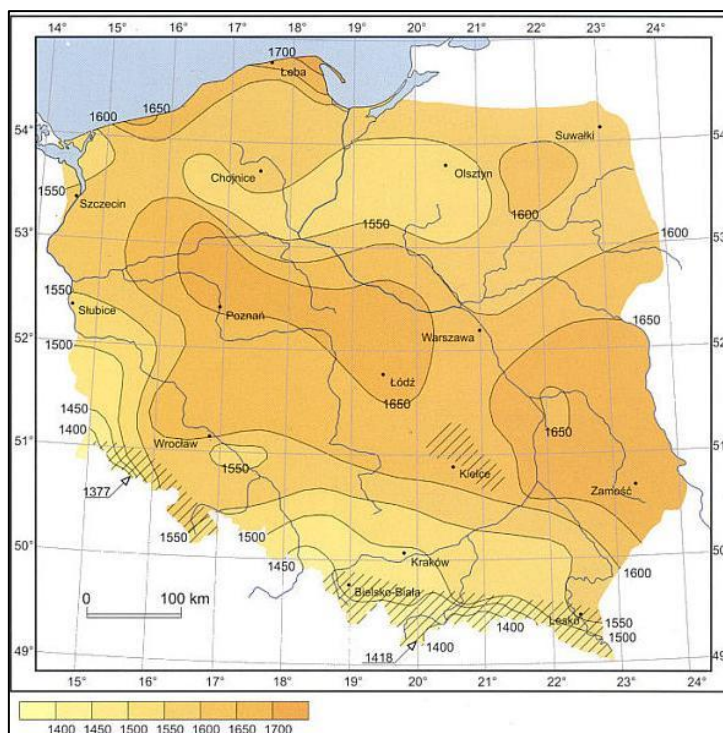 14° 15° 16° 17° 18° 19° 20° 21° 22° 23° 24°
1700
Łeba
1650
1600
54° 54°
Suwałki
Chojnice
Olsztyn
1550
Szczecin
1550
1600
53° 1600 53°
1550
1650
Słubice
Poznań
Warszawa
52° 52°
1500
Łódź
1650
1450
1650
1400
51° Wrocław 51°
1550
Kielce
1377
Zamość
1550
1500
50° 50°
Kraków
1450
1600
Bielsko-Biała
0 100 km
Lesko
1550
1400
1500
1400
49° 49°
1418
15° 16° 17° 18° 19° 20° 21° 22° 23°
1400 1450 1500 1550 1600 1650 1700